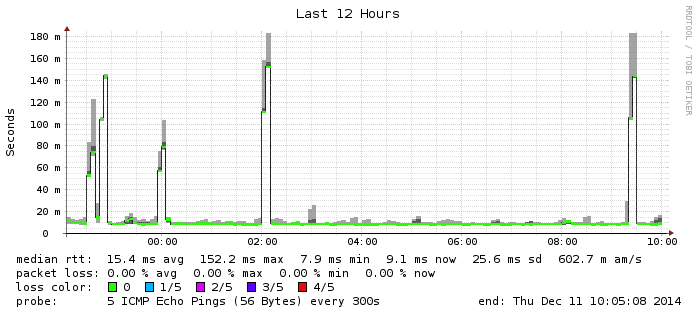 Last 12 Hours
RRDTOOL / TOBI OETIKER
Seconds
180 m
160 m
140 m
120 m
100 m
80 m
60 m
40 m
20 m
0
00:00 02:00 04:00 06:00 08:00 10:00
median rtt: 15.4 ms avg 152.2 ms max 7.9 ms min 9.1 ms now 25.6 ms sd 602.7 m am/s
packet loss: 0.00 % avg 0.00 % max 0.00 % min 0.00 % now
loss color: 0 1/5 2/5 3/5 4/5
probe: 5 ICMP Echo Pings (56 Bytes) every 300s end: Thu Dec 11 10:05:08 2014